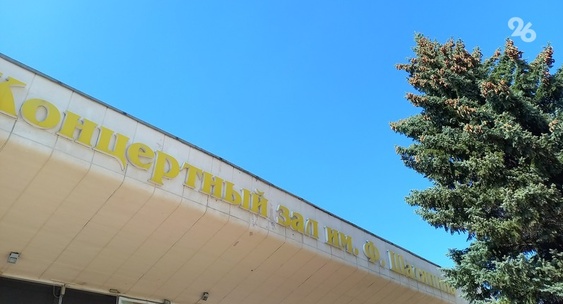 Концертный зал им. Ф.
26